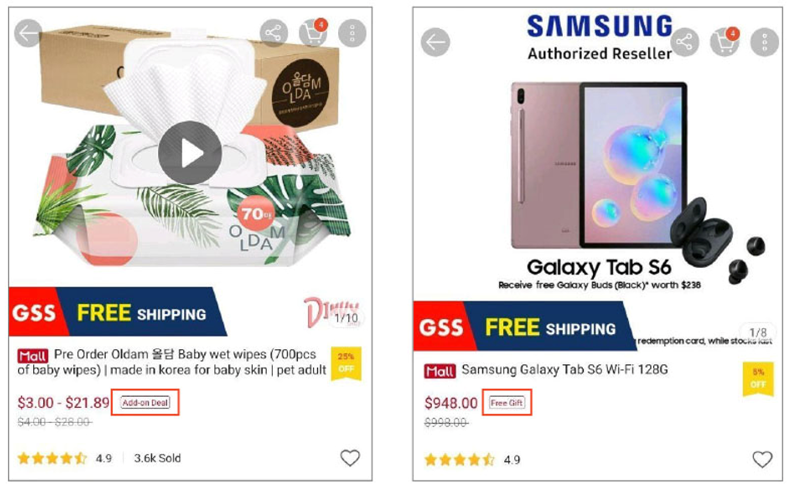 4
올담
OLDAM
70매
OLDAM
GSS FREE SHIPPING
1/10
Mall Pre Order Oldam 올담 Baby wet wipes (700pcs
of baby wipes) | made in korea for baby skin | pet adult
25%
OFF
$3.00 - $21.89 Add-on Deal
$4.00 - $28.00
4.9 3.6k Sold
SAMSUNG
Authorized Reseller
4
SAMSUNG
Galaxy Tab S6
Receive free Galaxy Buds (Black)* worth $238
GSS FREE SHIPPING
redemption card, while stocks last
1/8
Mall Samsung Galaxy Tab S6 Wi-Fi 128G
5%
OFF
$948.00 Free Gift
$998.00
4.9